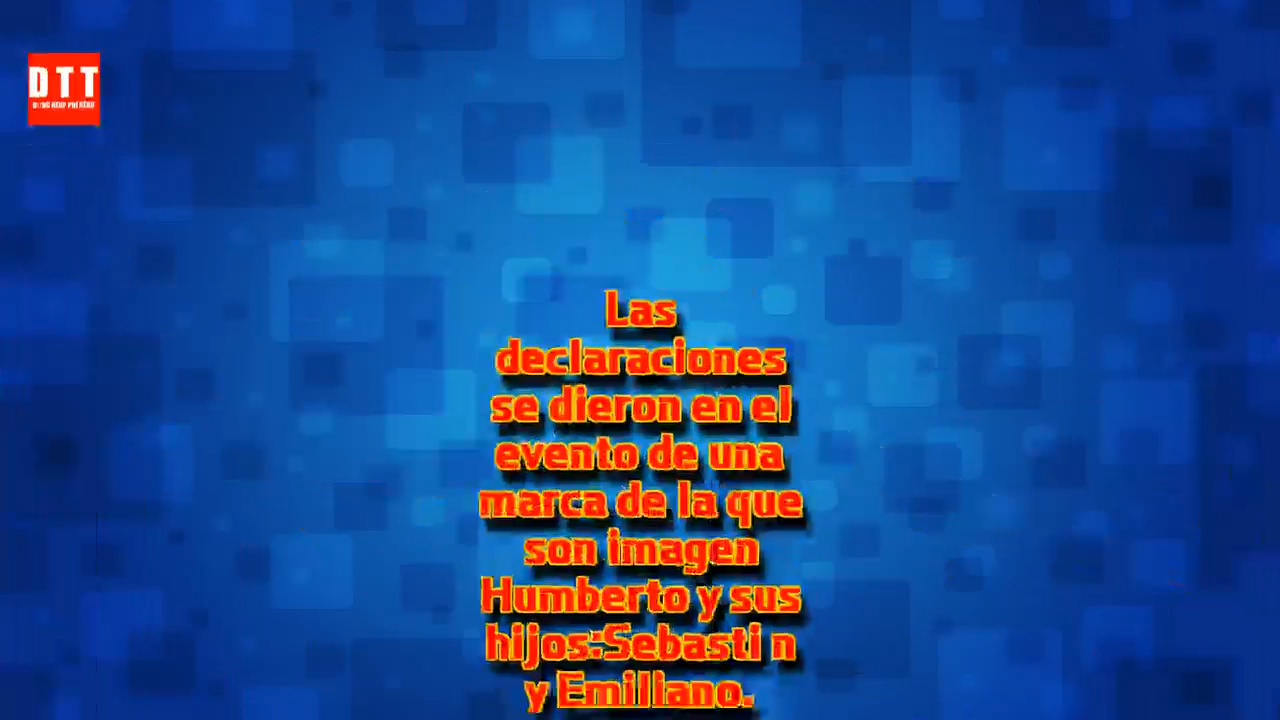 DTT
Las
declaraciones
se dieron en el
evento de una
marca de la que
son imagen
Humberto y sus
hijos:Sebasti n
y Emiliano.